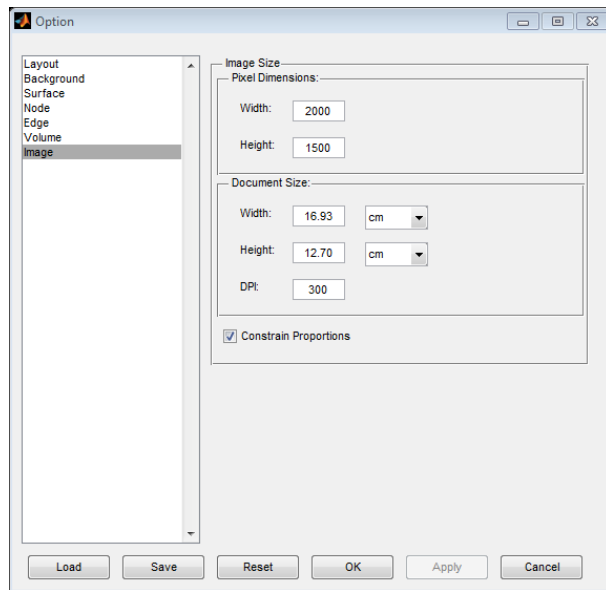 Option
Layout
Background
Surface
Node
Edge
Volume
Image
Image Size
Pixel Dimensions:
Width: 2000
Height: 1500
Document Size:
Width: 16.93 cm
Height: 12.70 cm
DPI: 300
Constrain Proportions
Load Save Reset OK Apply Cancel